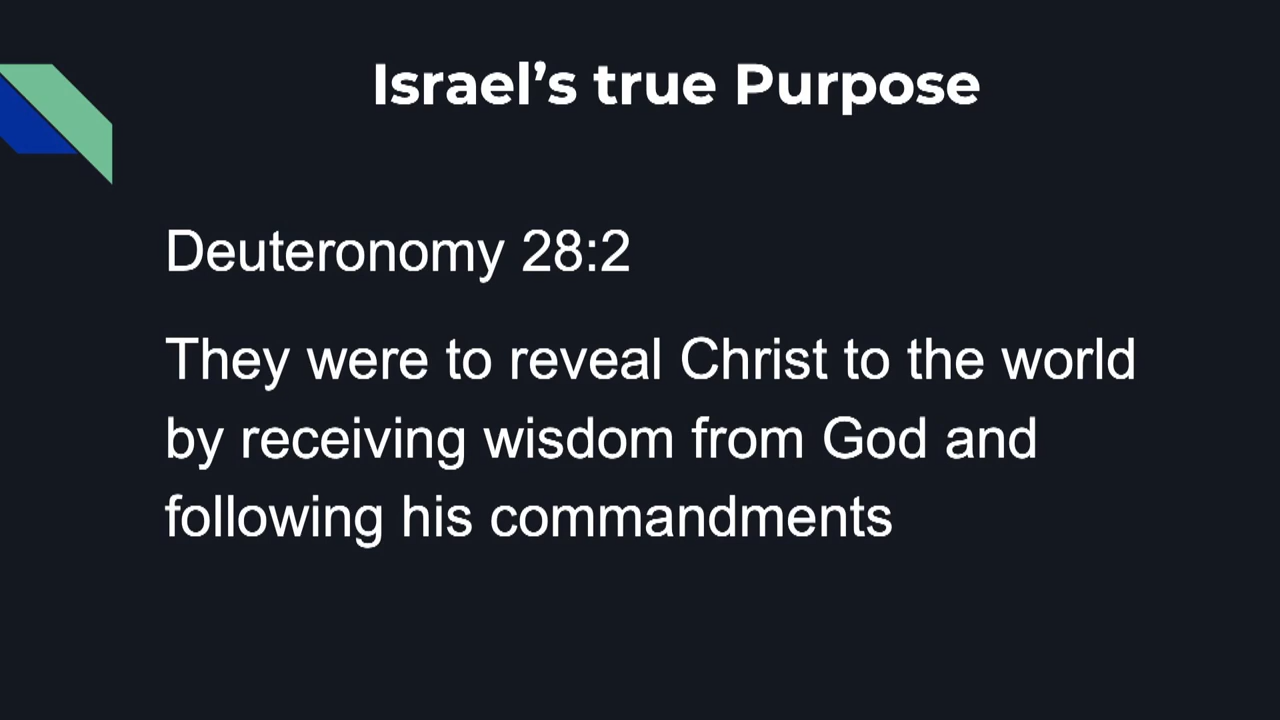 Israel’s true Purpose
Deuteronomy 28:2
They were to reveal Christ to the world
by receiving wisdom from God and
following his commandments